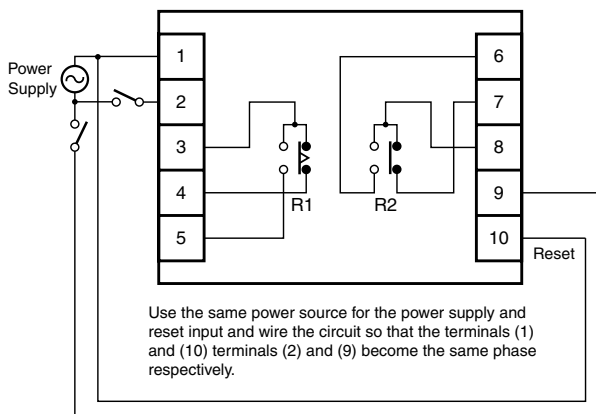 Power
Supply
1
2
3
4
5
R1
R2
6
7
8
9
10
Reset
Use the same power source for the power supply and
reset input and wire the circuit so that the terminals (1)
and (10) terminals (2) and (9) become the same phase
respectively.